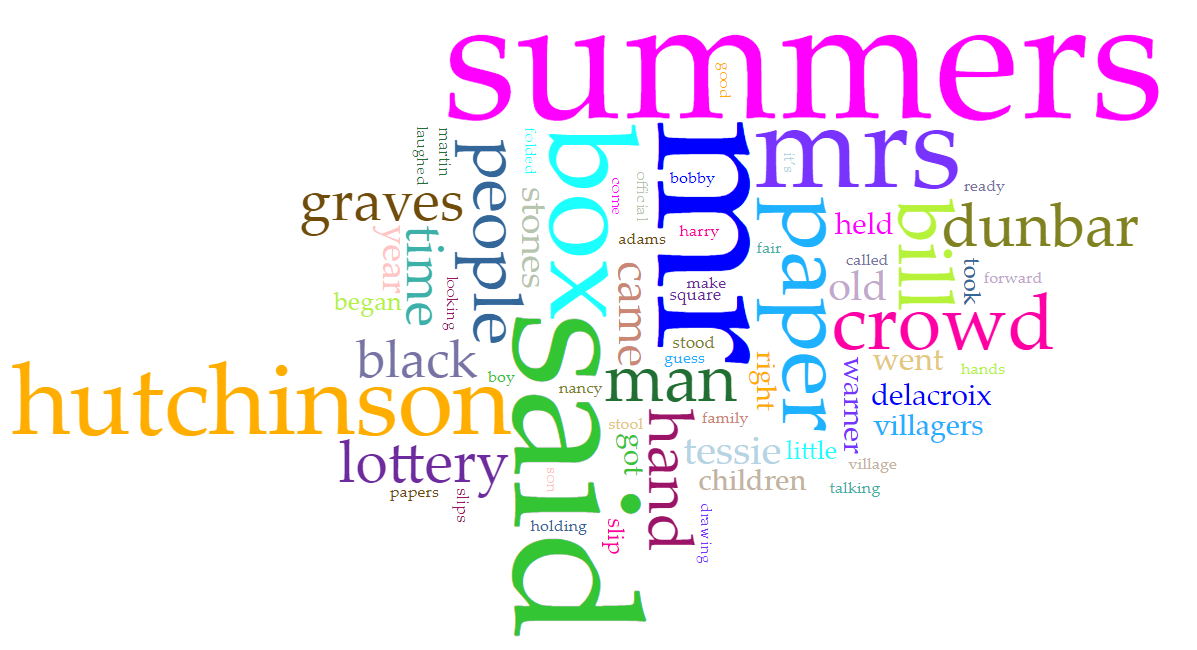 summers
good
mr
mrs
said
box
people
paper
hutchinson
laughed
martin
folded
it's
come
official
bobby
ready
graves
stones
held
bill
dunbar
harry
adams
fair
year
time
called
took
forward
looking
came
make
square
old
began
crowd
stood
black
guess
right
warner
went
hands
boy
nancy
man
delacroix
lottery
hand
family
stool
villagers
got
tessie
little
village
children
talking
papers
slips
son
holding
slip
drawing